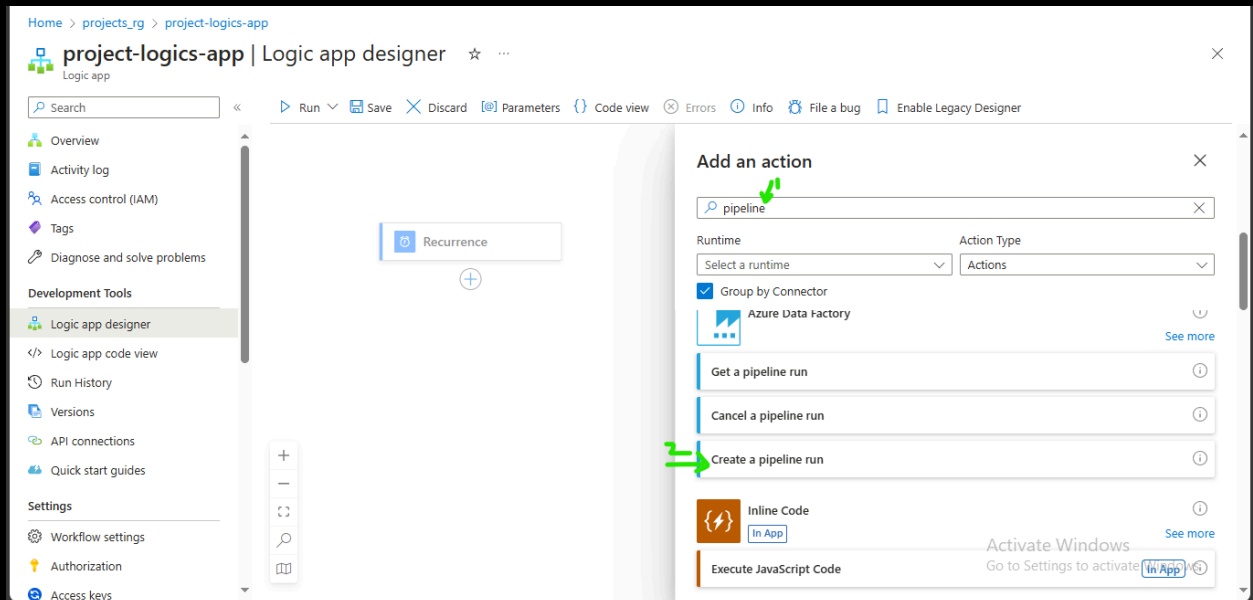 Home > projects_rg > project-logics-app
project-logics-app | Logic app designer
Logic app
Search
Overview
Activity log
Access control (IAM)
Tags
Diagnose and solve problems
Development Tools
Logic app designer
Logic app code view
Run History
Versions
API connections
Quick start guides
Settings
Workflow settings
Authorization
Access keys
Run
Save
Discard
Parameters
Code view
Errors
Info
File a bug
Enable Legacy Designer
Recurrence
Add an action
pipeline
Runtime
Action Type
Select a runtime
Actions
Group by Connector
Azure Data Factory
See more
Get a pipeline run
Cancel a pipeline run
Create a pipeline run
Inline Code
In App
See more
Execute JavaScript Code
In App
Activate Windows
Go to Settings to activate Windows.